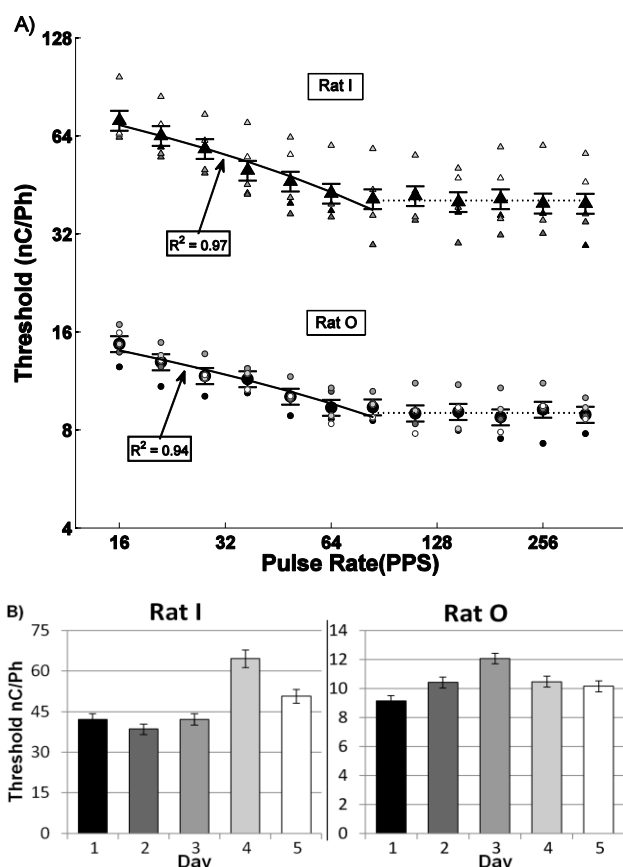 A)
128
64
32
16
8
4
Threshold (nC/Ph)
Rat I
R² = 0.97
Rat O
R² = 0.94
16 32 64 128 256
Pulse Rate(PPS)
B) Rat I Rat O
Threshold nC/Ph
75
60
45
30
15
0
1 2 3 4 5
Day
14
12
10
8
6
4
2
0
1 2 3 4 5
Day